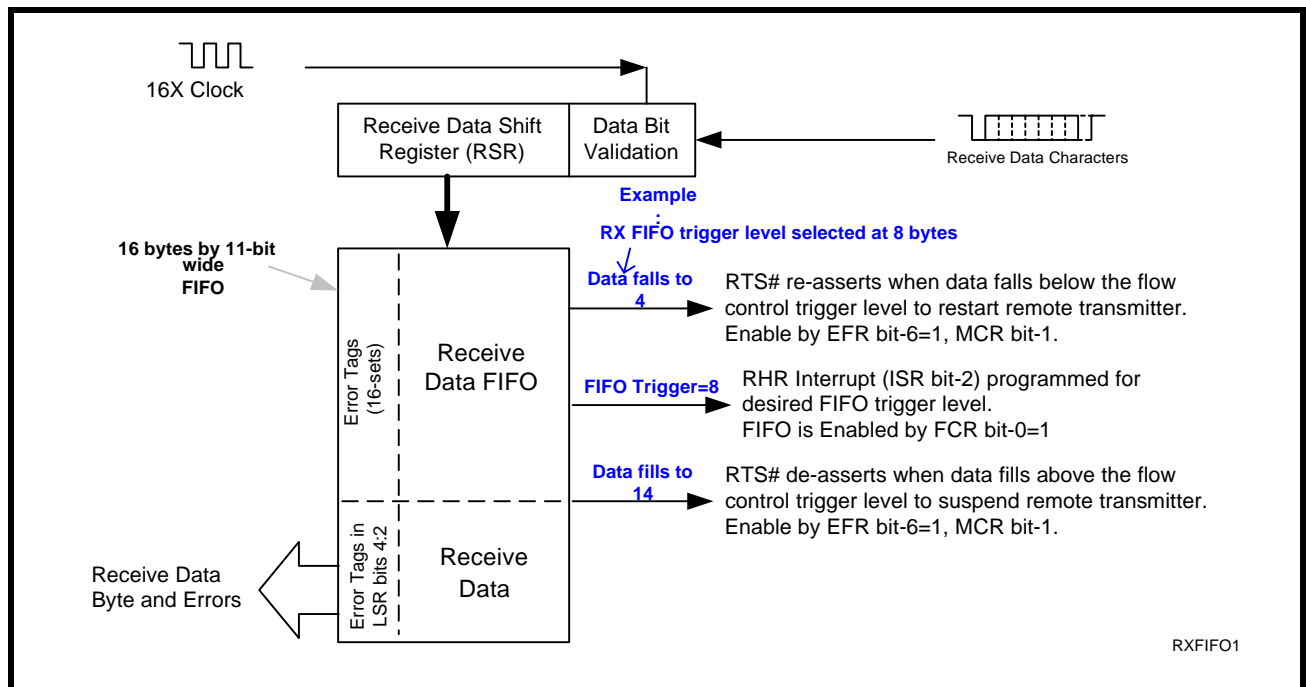 16X Clock
Receive Data Shift
Register (RSR)
Data Bit
Validation
Receive Data Characters
Example
:
RX FIFO trigger level selected at 8 bytes
16 bytes by 11-bit
wide
FIFO
Data falls to
4
RTS# re-asserts when data falls below the flow
control trigger level to restart remote transmitter.
Enable by EFR bit-6=1, MCR bit-1.
Error Tags
(16-sets)
Receive
Data FIFO
FIFO Trigger=8
RHR Interrupt (ISR bit-2) programmed for
desired FIFO trigger level.
FIFO is Enabled by FCR bit-0=1
Data fills to
14
RTS# de-asserts when data fills above the flow
control trigger level to suspend remote transmitter.
Enable by EFR bit-6=1, MCR bit-1.
Error Tags in
LSR bits 4:2
Receive
Data
Receive Data
Byte and Errors
RXFIFO1